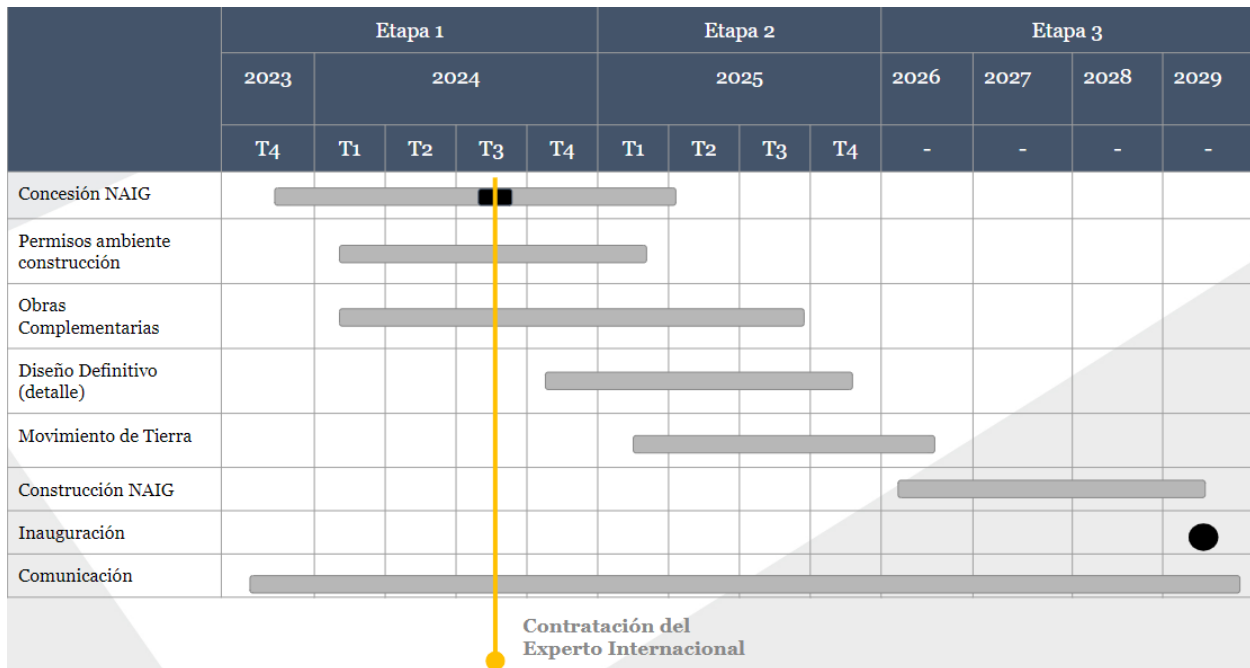 Etapa 1 Etapa 2 Etapa 3
2023 2024 2025 2026 2027 2028 2029
T4 T1 T2 T3 T4 T1 T2 T3 T4 - - - -
Concesión NAIG
Permisos ambiente
construcción
Obras
Complementarias
Diseño Definitivo
(detalle)
Movimiento de Tierra
Construcción NAIG
Inauguración
Comunicación
Contratación del
Experto Internacional